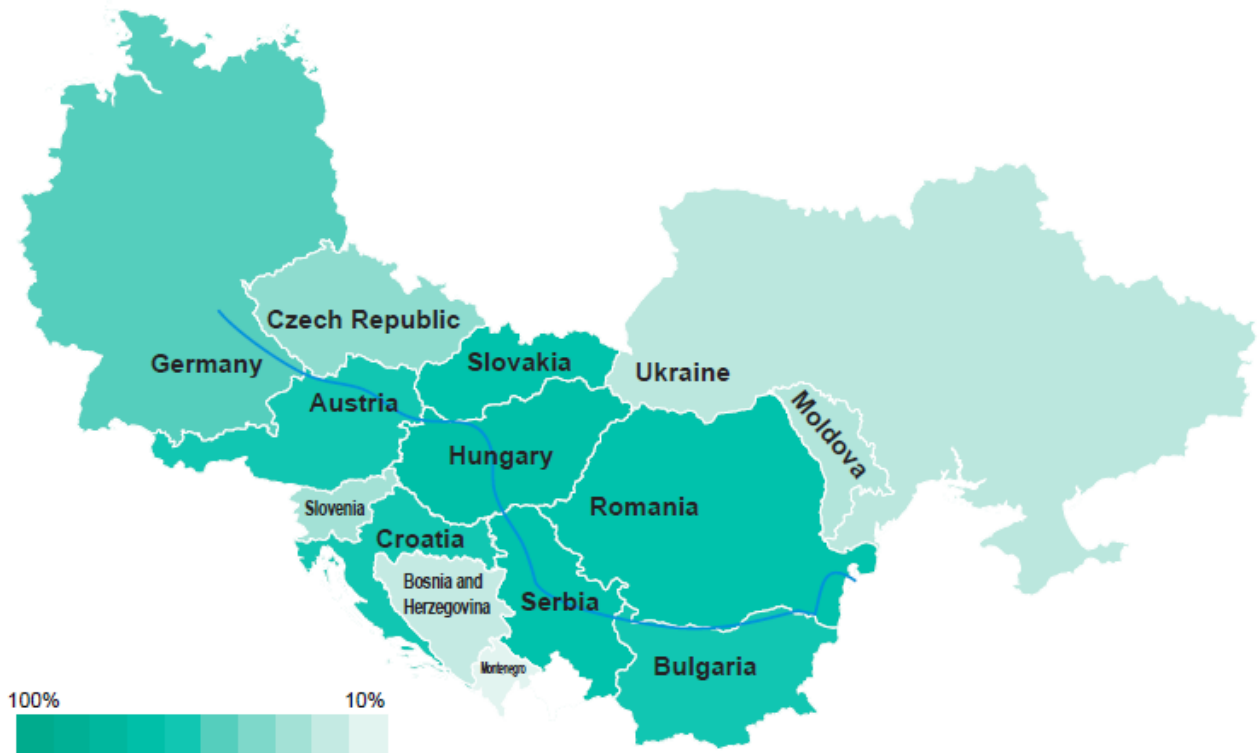 Czech Republic
Germany
Slovakia
Ukraine
Austria
Moldova
Hungary
Slovenia
Romania
Croatia
Bosnia and
Herzegovina
Serbia
Montenegro
Bulgaria
100%
10%